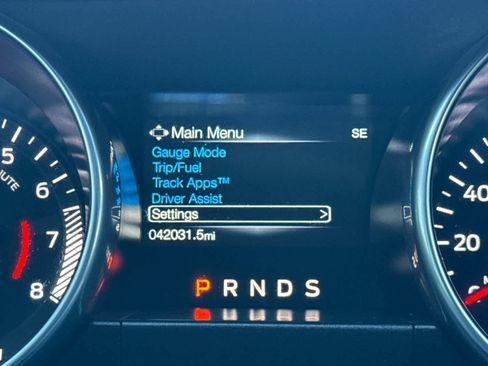 Main Menu SE
Gauge Mode
Trip/Fuel
Track Apps™
Driver Assist
Settings >
042031.5mi
P R N D S
5
6
7
8
40
20
0